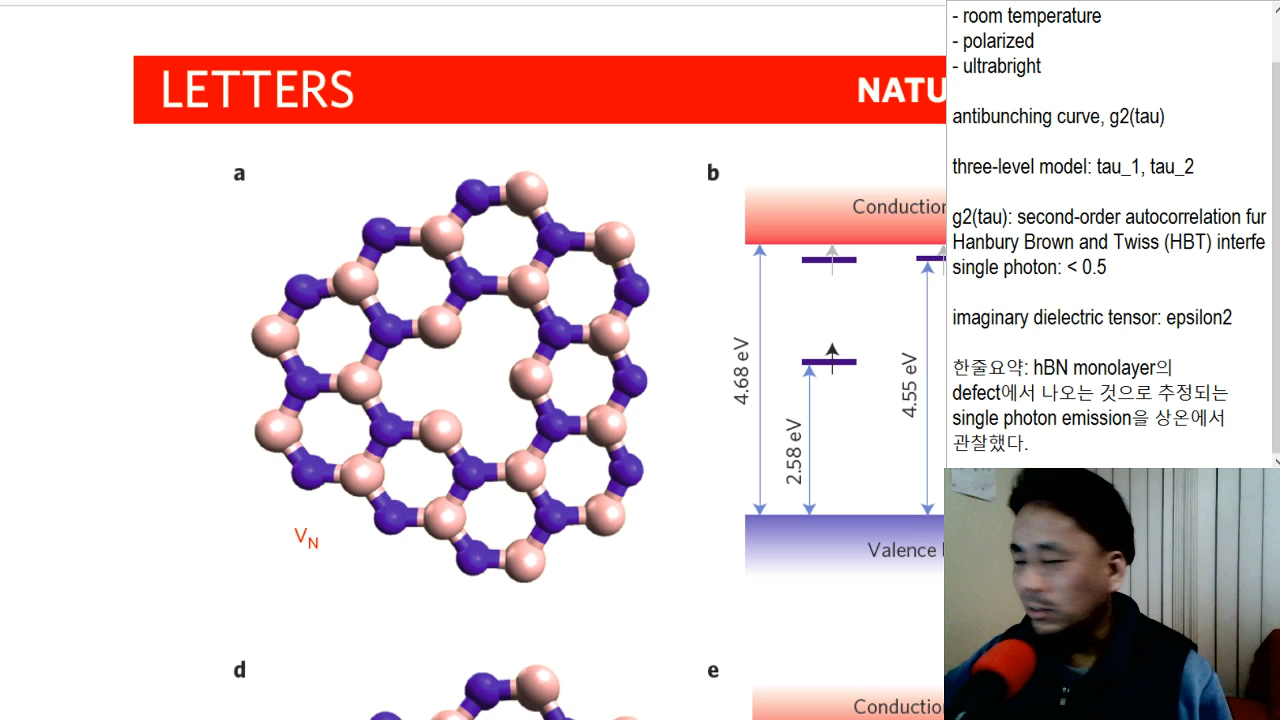 LETTERS
NATU
a
b
Conduction
4.68 eV
2.58 eV
4.55 eV
Valence
V_N
d
e
Conductio
- room temperature
- polarized
- ultrabright
antibunching curve, g2(tau)
three-level model: tau_1, tau_2
g2(tau): second-order autocorrelation fur
Hanbury Brown and Twiss (HBT) interfe
single photon: < 0.5
imaginary dielectric tensor: epsilon2
한줄요약: hBN monolayer의
defect에서 나오는 것으로 추정되는
single photon emission을 상온에서
관찰했다.